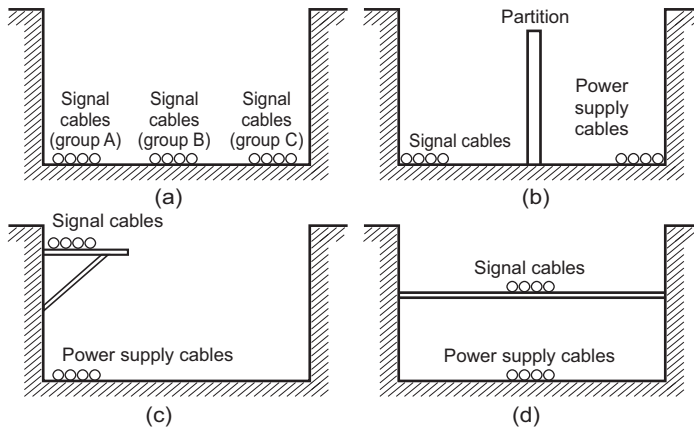 Signal
cables
(group A)
Signal
cables
(group B)
Signal
cables
(group C)
(a)
Partition
Signal cables
Power
supply
cables
(b)
Signal cables
Power supply cables
(c)
Signal cables
Power supply cables
(d)